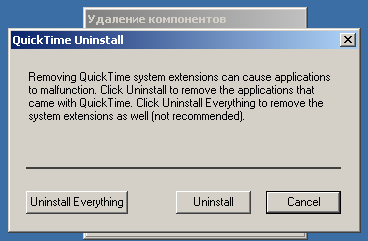 Удаление компонентов
QuickTime Uninstall
Removing QuickTime system extensions can cause applications
to malfunction. Click Uninstall to remove the applications that
came with QuickTime. Click Uninstall Everything to remove the
system extensions as well (not recommended).
Uninstall Everything
Uninstall
Cancel